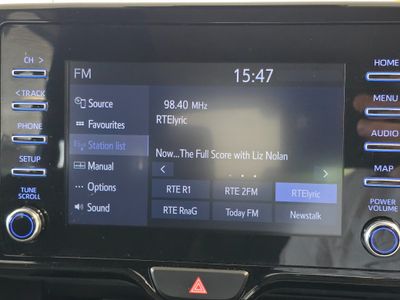 CH >
< TRACK
PHONE
SETUP
TUNE
SCROLL
FM
15:47
Source
Favourites
Station list
Manual
Options
Sound
98.40 MHz
RTElyric
Now...The Full Score with Liz Nolan
< >
RTE R1
RTE 2FM
RTElyric
RTE RnaG
Today FM
Newstalk
HOME
MENU
AUDIO
MAP
POWER
VOLUME